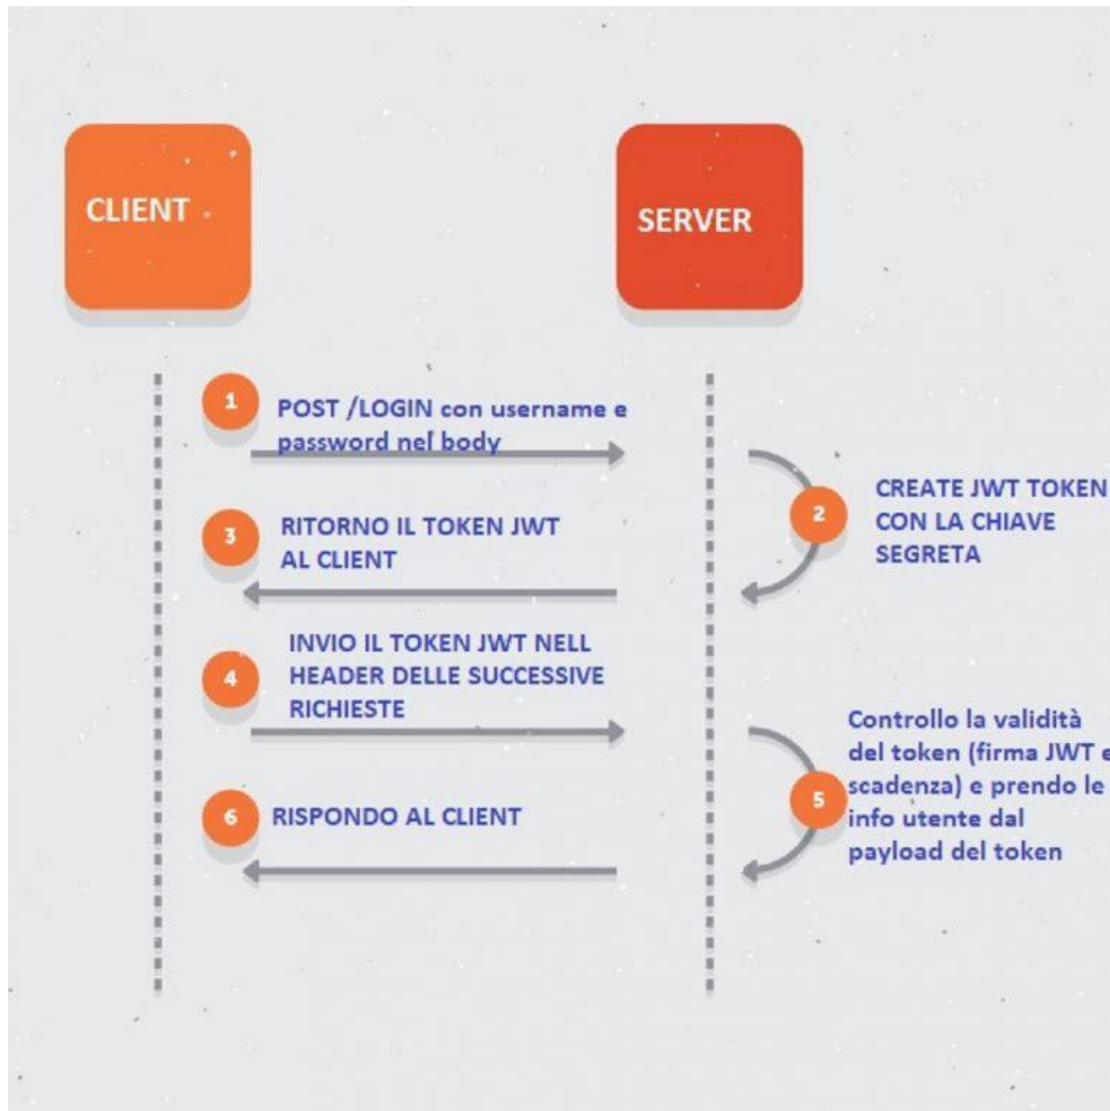 CLIENT
SERVER
1
POST /LOGIN con username e
password nel body
2
CREATE JWT TOKEN
CON LA CHIAVE
SEGRETA
3
RITORNO IL TOKEN JWT
AL CLIENT
4
INVIO IL TOKEN JWT NELL
HEADER DELLE SUCCESSIVE
RICHIESTE
5
Controllo la validità
del token (firma JWT e
scadenza) e prendo le
info utente dal
payload del token
6
RISPONDO AL CLIENT